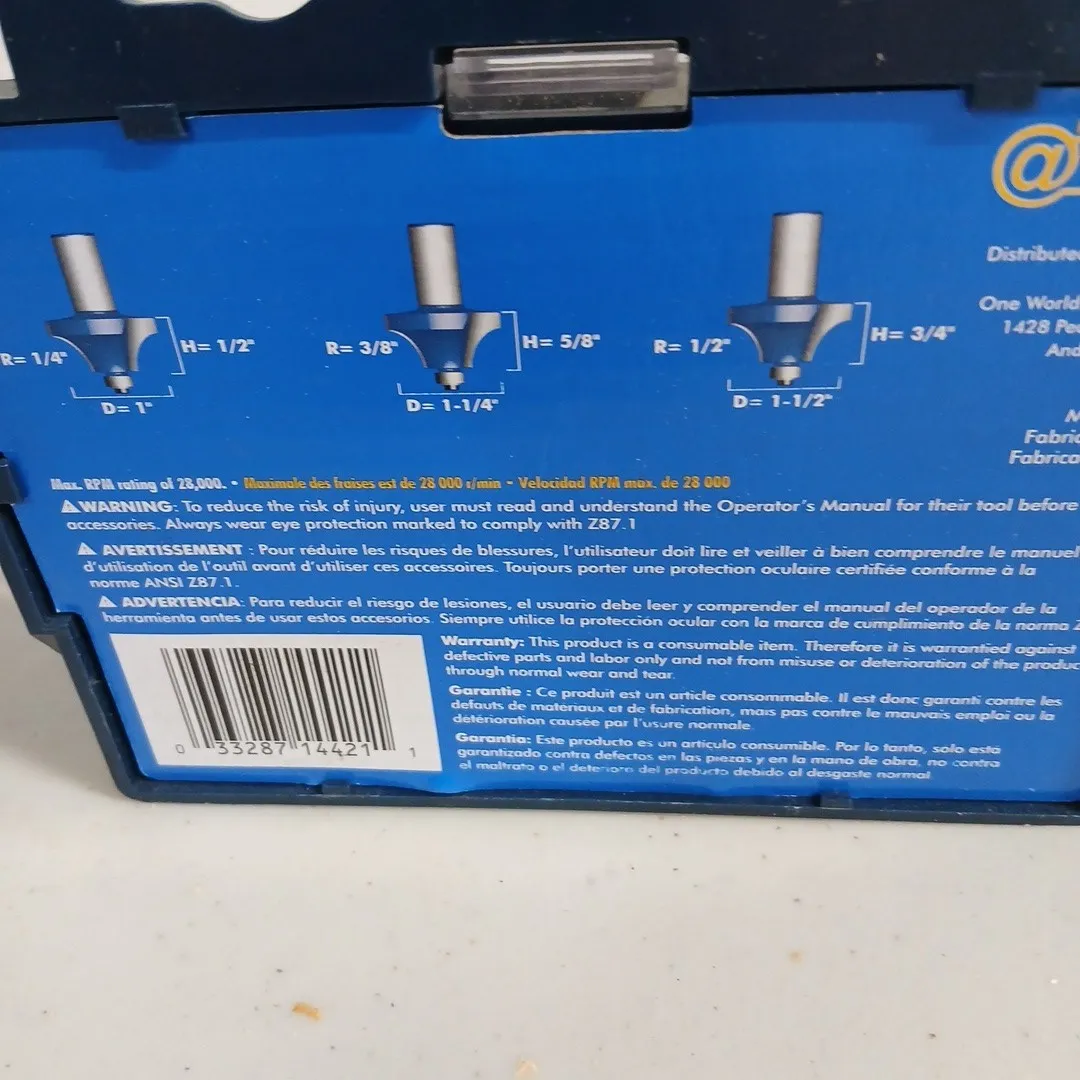 @
Distributed
One World
1428 Pea
And
R= 1/4"
H= 1/2"
D= 1"
R= 3/8"
H= 5/8"
D= 1-1/4"
R= 1/2"
H= 3/4"
D= 1-1/2"
M
Fabric
Fabrica
Max. RPM rating of 28,000. • Maximale des fraises est de 28 000 r/min • Velocidad RPM max. de 28 000
WARNING: To reduce the risk of injury, user must read and understand the Operator's Manual for their tool before
accessories. Always wear eye protection marked to comply with Z87.1
AVERTISSEMENT : Pour réduire les risques de blessures, l'utilisateur doit lire et veiller à bien comprendre le manuel
d'utilisation de l'outil avant d'utiliser ces accessoires. Toujours porter une protection oculaire certifiée conforme à la
norme ANSI Z87.1.
ADVERTENCIA: Para reducir el riesgo de lesiones, el usuario debe leer y comprender el manual del operador de la
herramienta antes de usar estos accesorios. Siempre utilice la protección ocular con la marca de cumplimiento de la norma Z
Warranty: This product is a consumable item. Therefore it is warrantied against
defective parts and labor only and not from misuse or deterioration of the produc
through normal wear and tear.
Garantie : Ce produit est un article consommable. Il est donc garanti contre les
defauts de materiaux et de fabrication, mais pas contre le mauvais emploi ou la
détérioration causée par l'usure normale.
Garantia: Este producto es un articulo consumible. Por lo tanto, solo está
garantizado contra defectos en las piezas y en la mano de obra, no contra
el maltrato o el deterioro del producto debido al desgaste normal
0 33287 14421 1